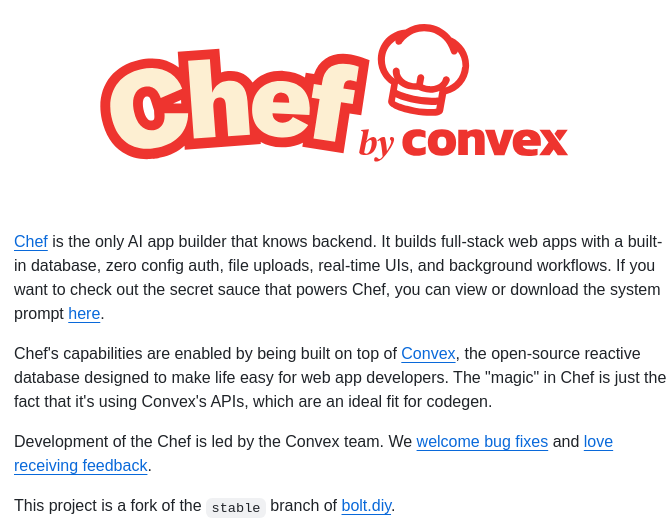 Chef
by convex
Chef is the only AI app builder that knows backend. It builds full-stack web apps with a built-
in database, zero config auth, file uploads, real-time UIs, and background workflows. If you
want to check out the secret sauce that powers Chef, you can view or download the system
prompt here.
Chef's capabilities are enabled by being built on top of Convex, the open-source reactive
database designed to make life easy for web app developers. The "magic" in Chef is just the
fact that it's using Convex's APIs, which are an ideal fit for codegen.
Development of the Chef is led by the Convex team. We welcome bug fixes and love
receiving feedback.
This project is a fork of the stable branch of bolt.diy.